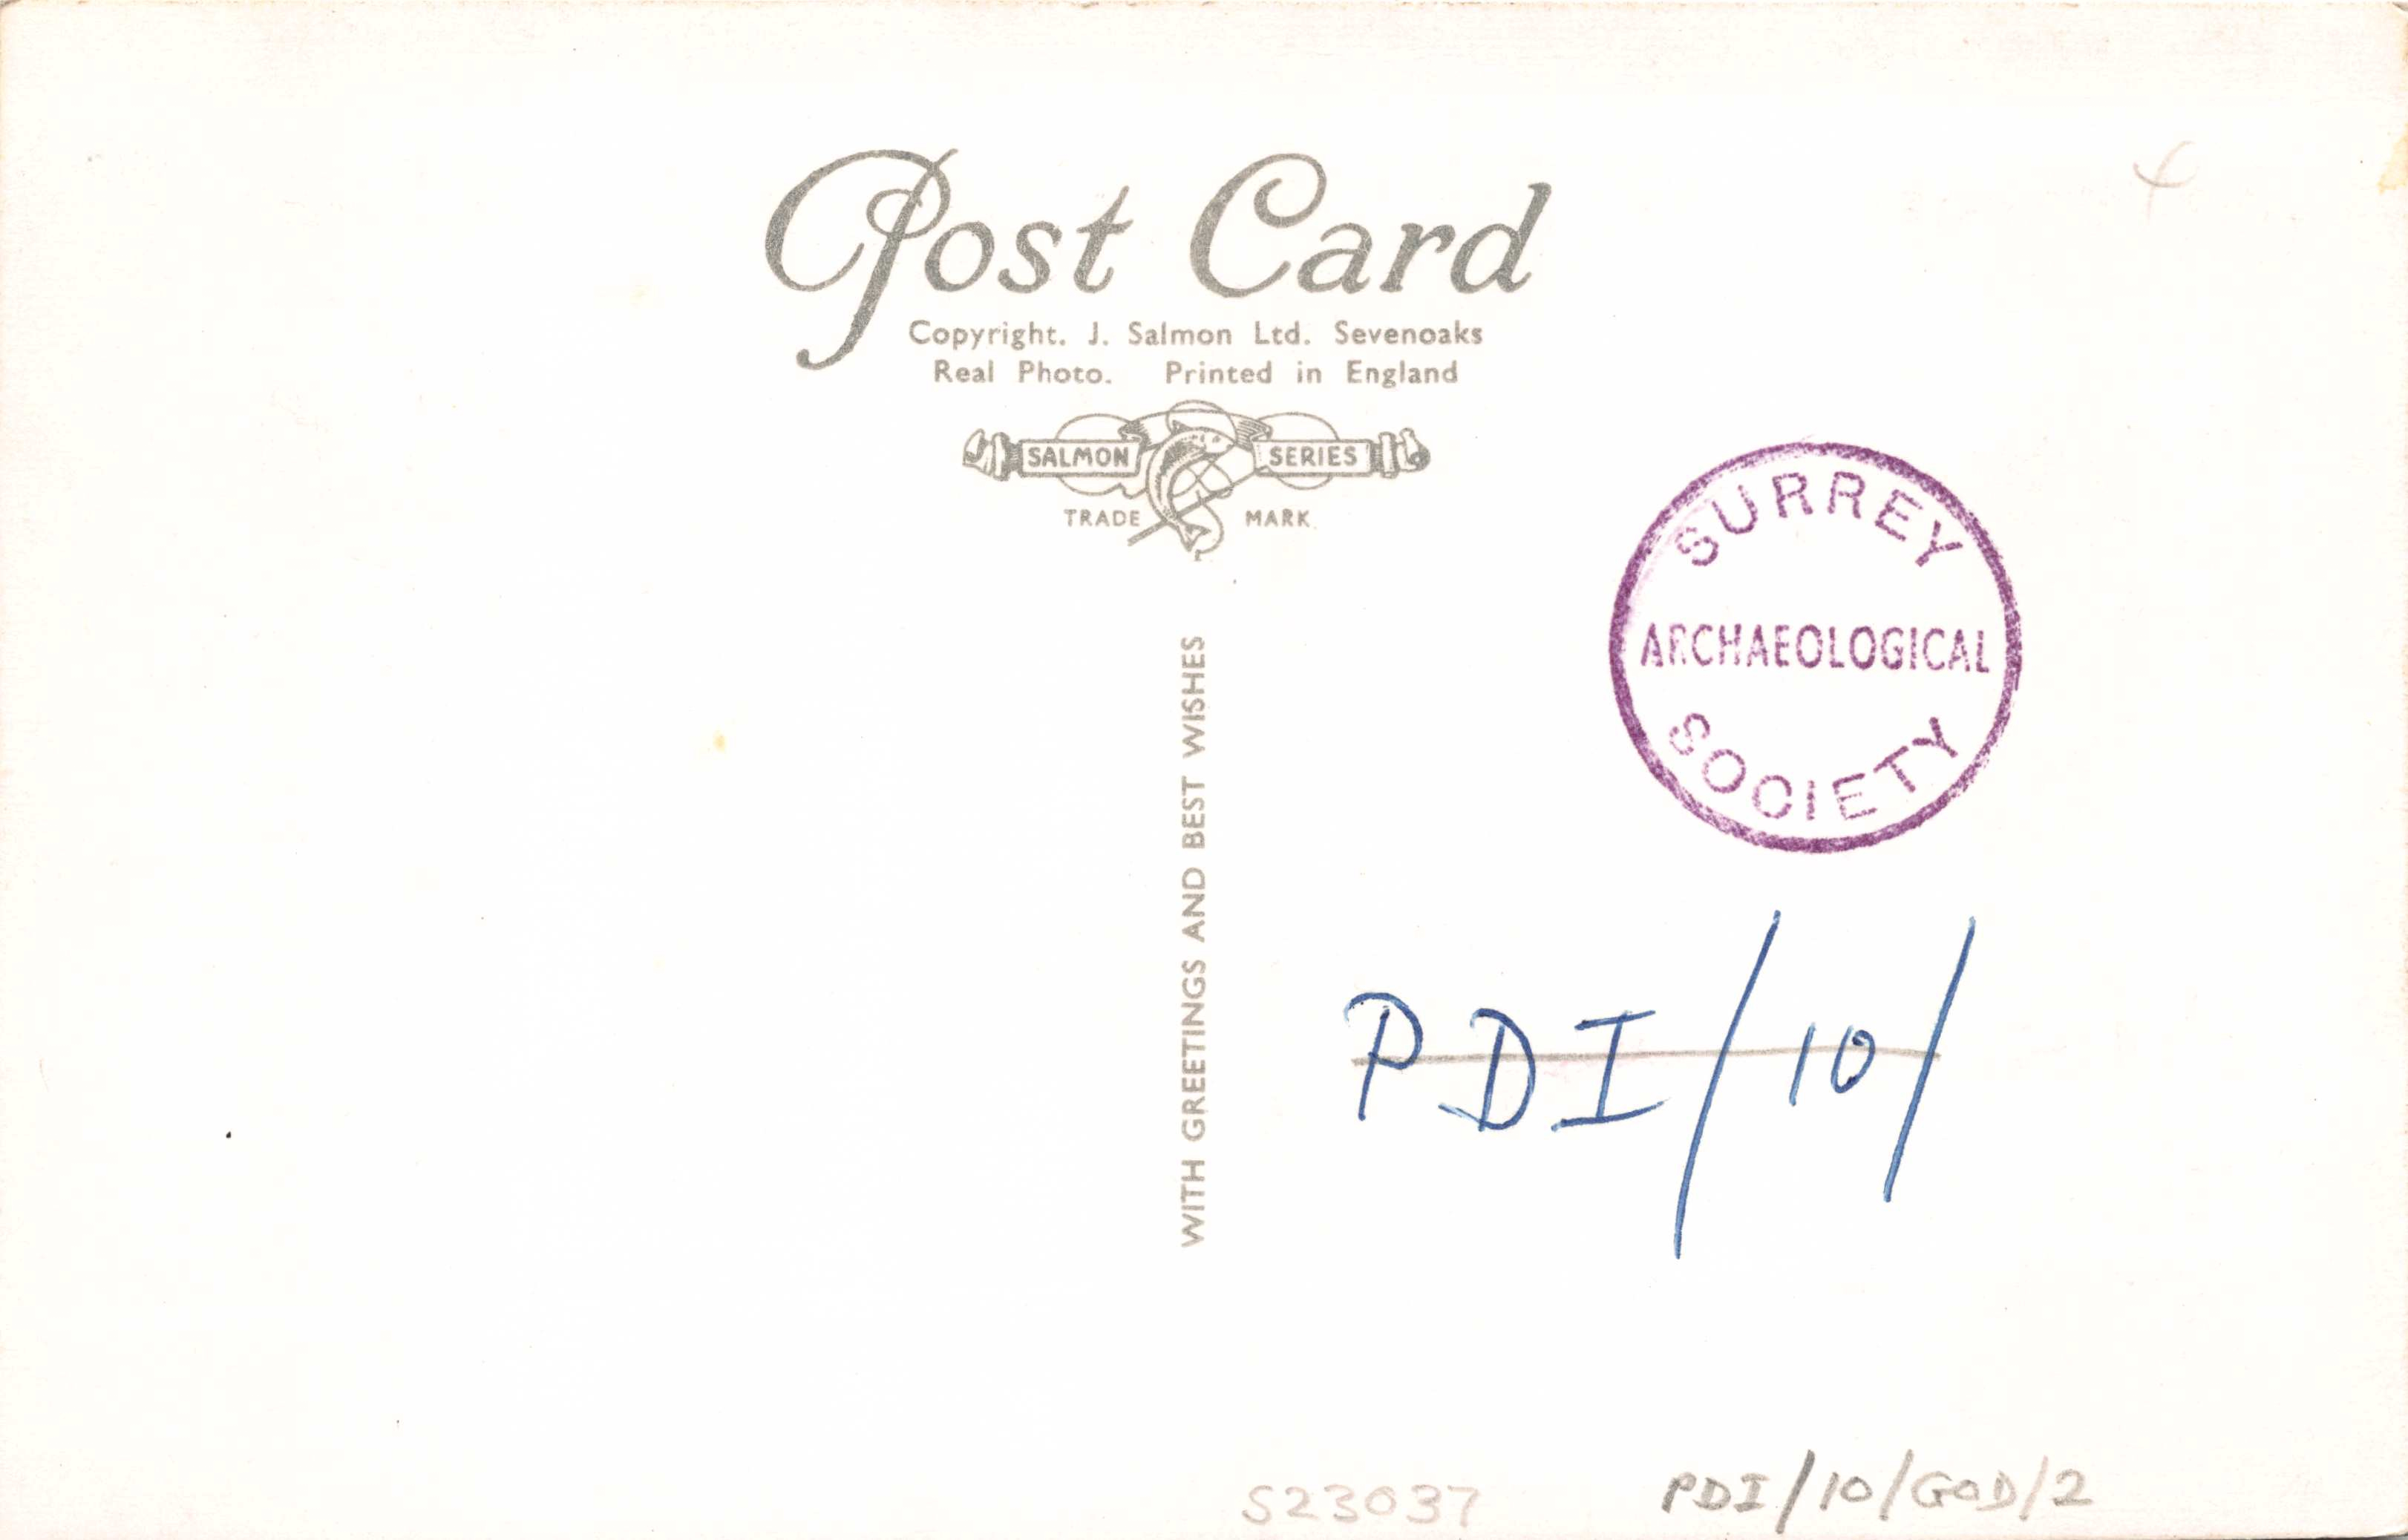 Post Card
Copyright. J. Salmon Ltd. Sevenoaks
Real Photo. Printed in England
SALMON SERIES
TRADE MARK
SURREY
ARCHAEOLOGICAL
SOCIETY
WITH GREETINGS AND BEST WISHES
PDI/10/
S23037
PDI/10/GOD/2